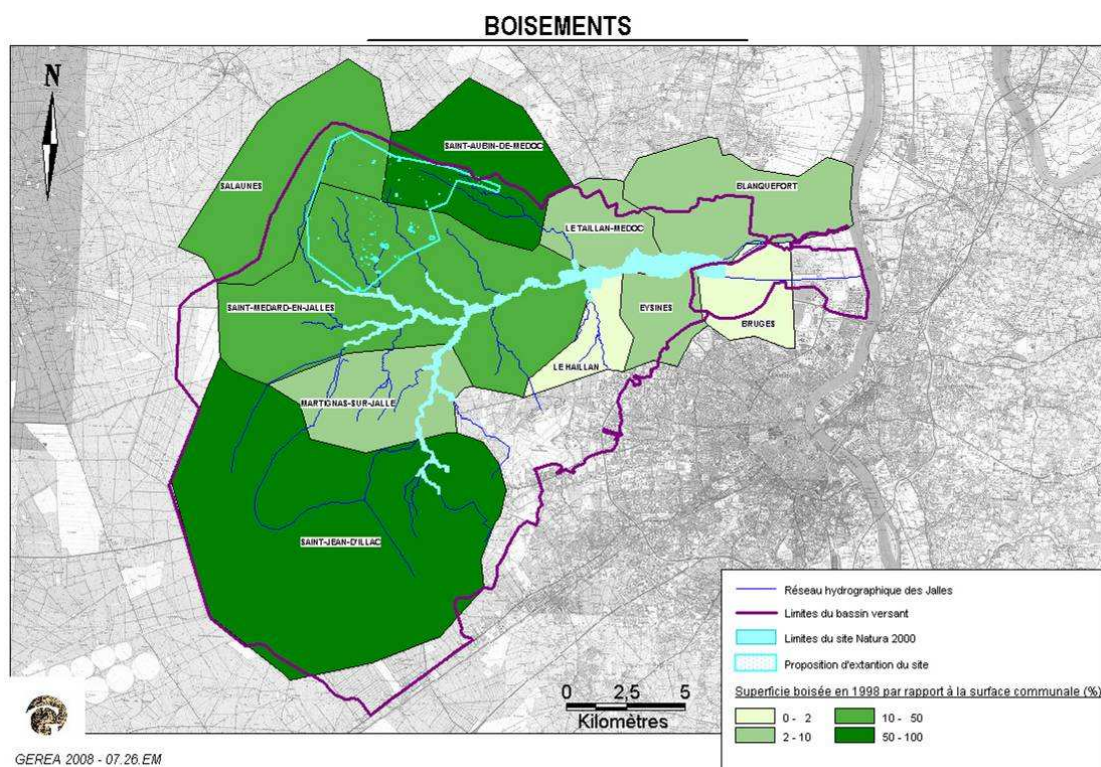 BOISEMENTS
N
SAINT-AUBIN-DE-MEDOC
SALAUNES
BLANQUEFORT
LE TAILLAN-MEDOC
SAINT-MEDARD-EN-JALLES
EYSINES
BRUGES
LE HAILLAN
MARTIGNAS-SUR-JALLE
SAINT-JEAN-D'ILLAC
Réseau hydrographique des Jalles
Limites du bassin versant
Limites du site Natura 2000
Proposition d'extantion du site
0 2,5 5
Kilomètres
Superficie boisée en 1998 par rapport à la surface communale (%)
0 - 2 10 - 50
2 - 10 50 - 100
GEREA 2008 - 07.26.EM